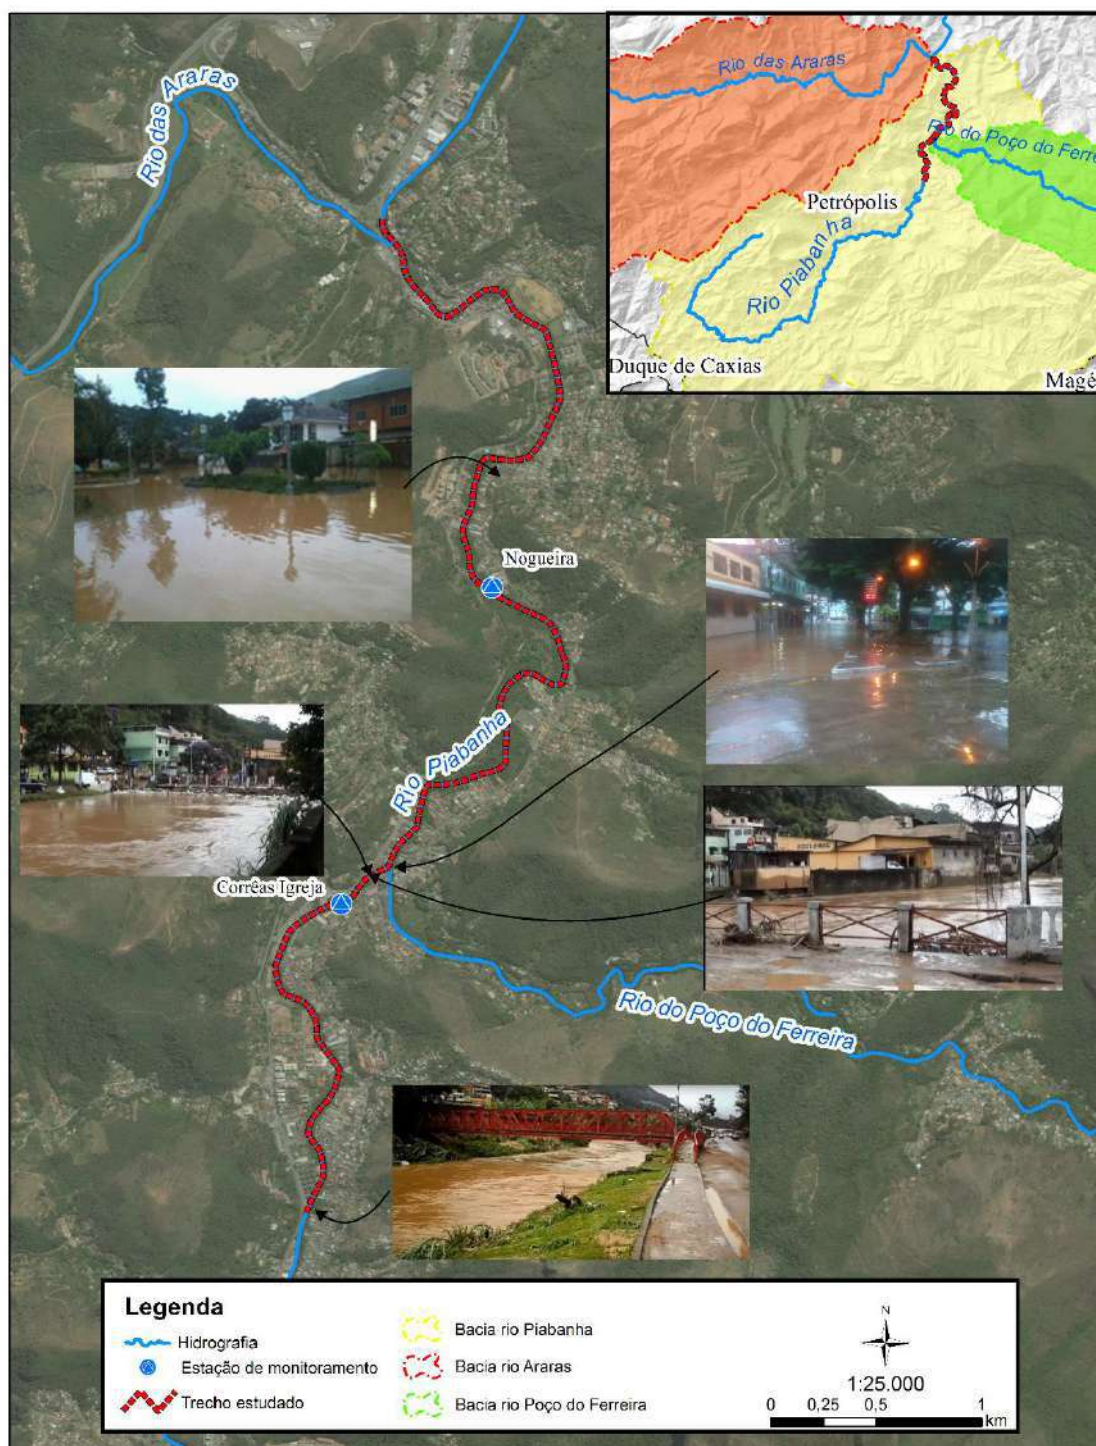 Rio das Araras
Rio das Araras
Rio do Poço do Ferre
Petrópolis
Rio Piabanha
Duque de Caxias
Magé
Nogueira
Rio Piabanha
Corrêas Igreja
Rio do Poço do Ferreira
Legenda
Hidrografia
Estação de monitoramento
Trecho estudado
Bacia rio Piabanha
Bacia rio Araras
Bacia rio Poço do Ferreira
N
1:25.000
0 0,25 0,5 1
km